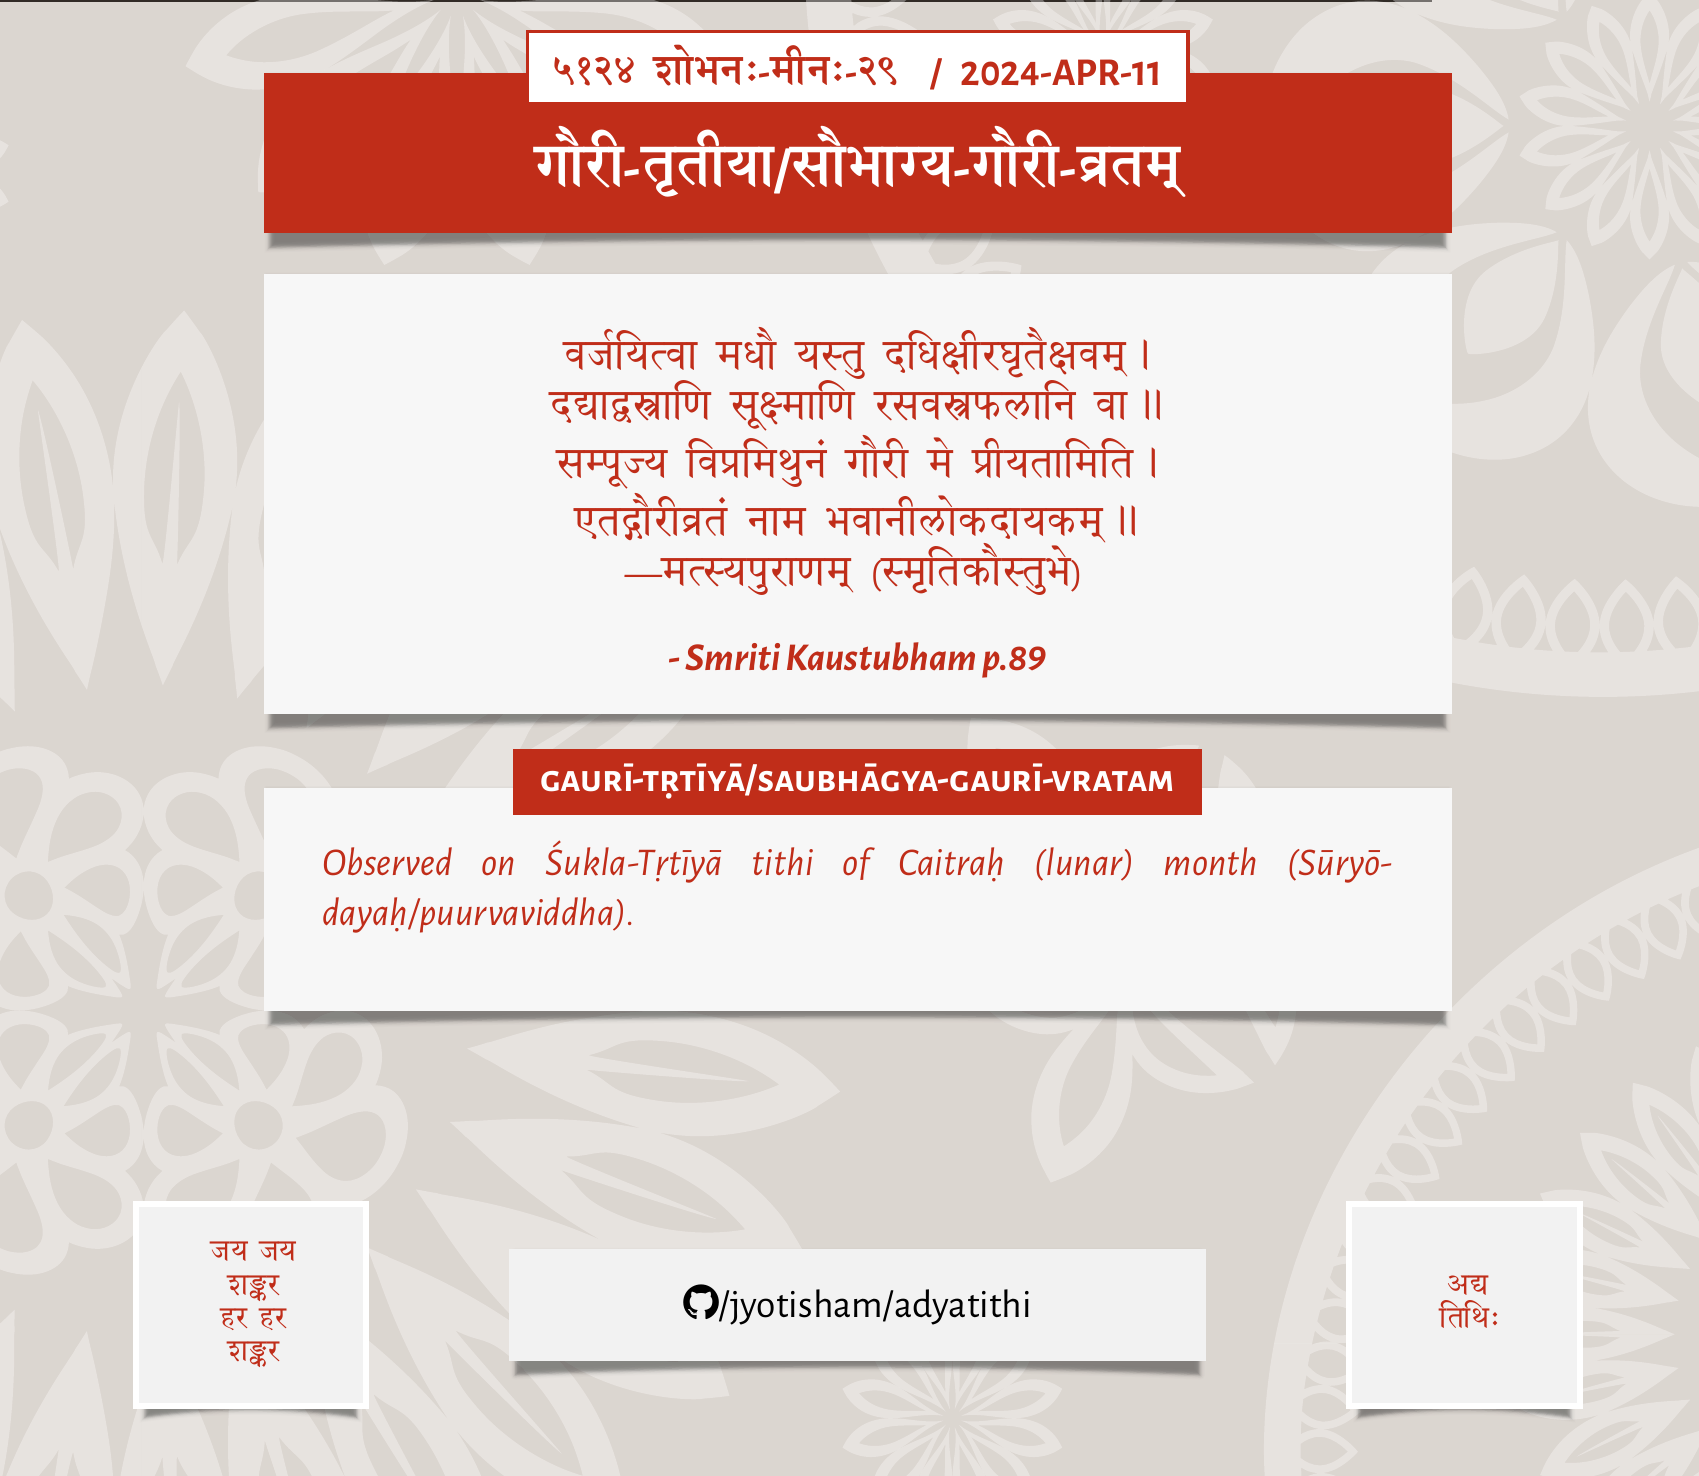 ५१२४ शोभनः-मीनः-२९ / 2024-APR-11
गौरी-तृतीया/सौभाग्य-गौरी-व्रतम्
वर्जयित्वा मधौ यस्तु दधिक्षीरघृतैक्षवम्।
दद्याद्वस्त्राणि सूक्ष्माणि रसवस्त्रफलानि वा॥
सम्पूज्य विप्रमिथुनं गौरी मे प्रीयतामिति।
एतद्गौरीव्रतं नाम भवानीलोकदायकम्॥
—मत्स्यपुराणम् (स्मृतिकौस्तुभे)
- Smriti Kaustubham p.89
GAURĪ-TṚTĪYĀ/SAUBHĀGYA-GAURĪ-VRATAM
Observed on Śukla-Tṛtīyā tithi of Caitraḥ (lunar) month (Sūryō-
dayaḥ/puurvaviddha).
जय जय
शङ्कर
हर हर
शङ्कर
/jyotisham/adyatithi
अद्य
तिथिः